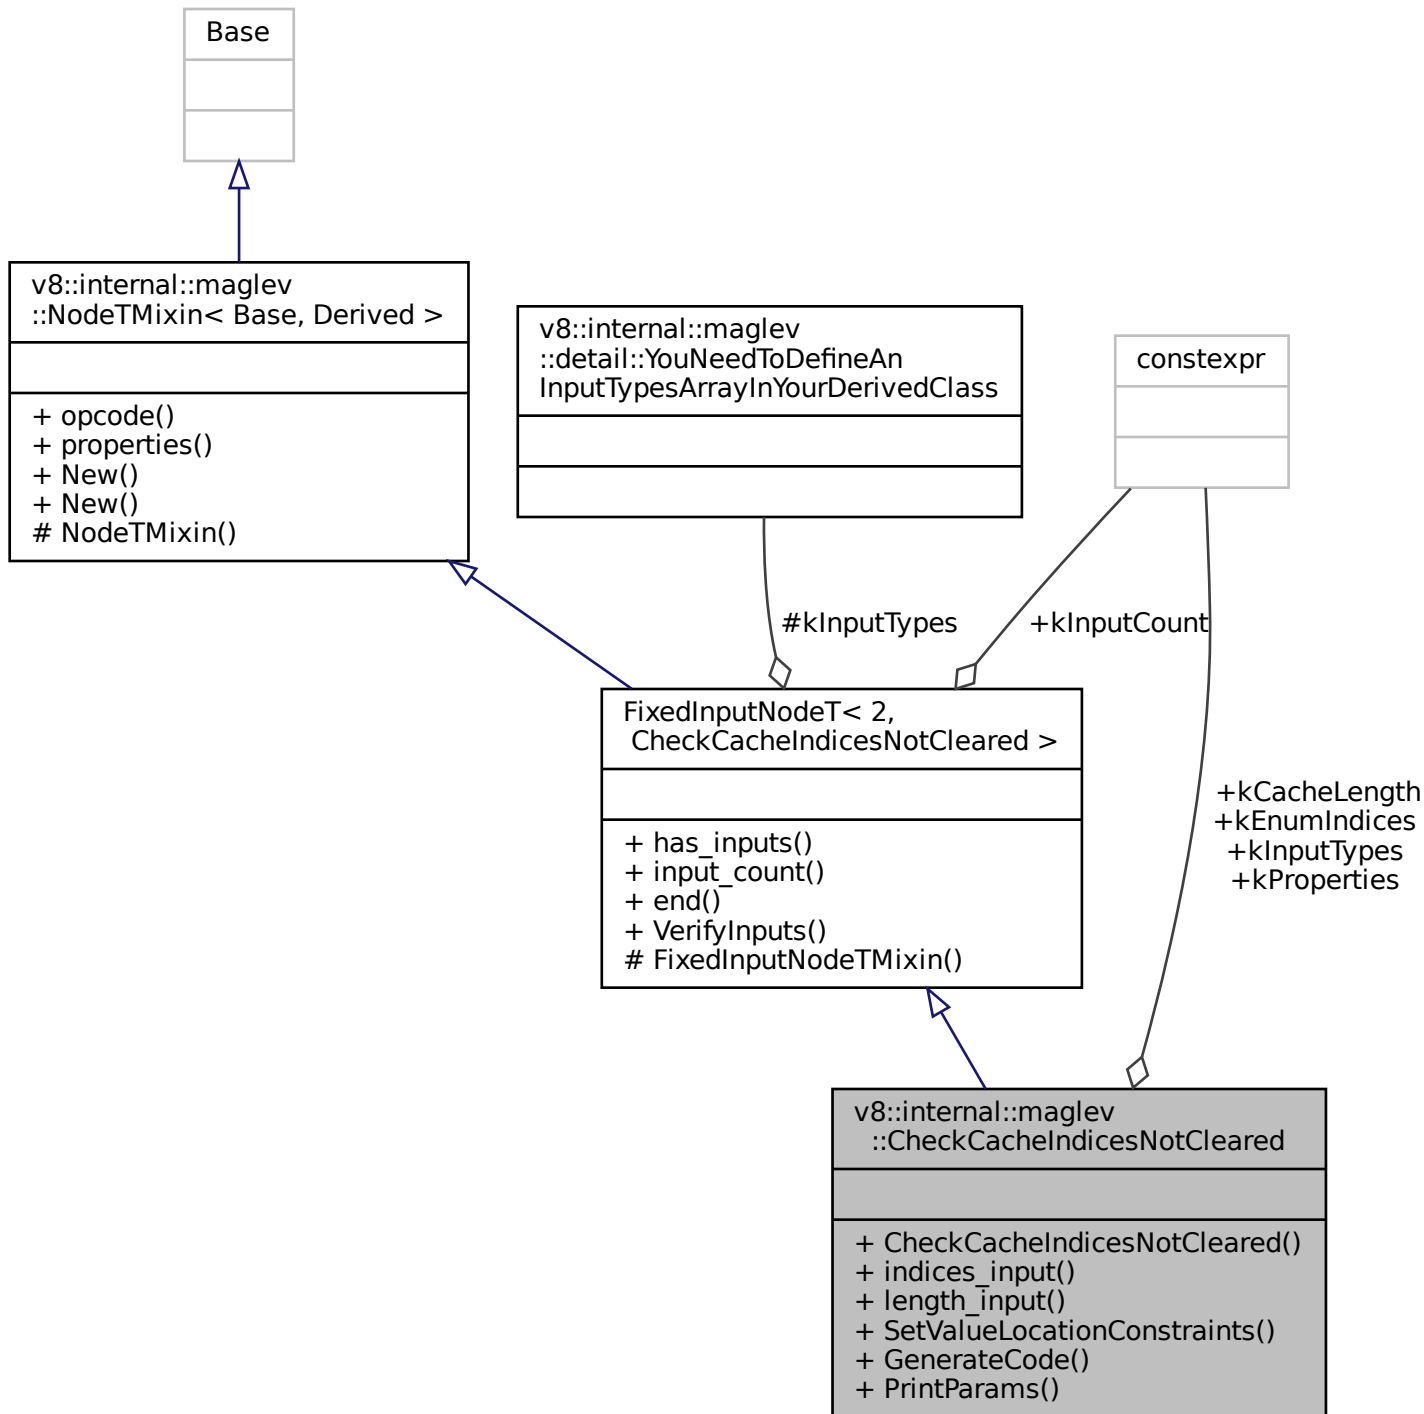 Base
v8::internal::maglev
::NodeTMixin< Base, Derived >
+ opcode()
+ properties()
+ New()
+ New()
# NodeTMixin()
v8::internal::maglev
::detail::YouNeedToDefineAn
InputTypesArrayInYourDerivedClass
constexpr
#kInputTypes
+kInputCount
FixedInputNodeT< 2,
CheckCacheIndicesNotCleared >
+ has_inputs()
+ input_count()
+ end()
+ VerifyInputs()
# FixedInputNodeTMixin()
+kCacheLength
+kEnumIndices
+kInputTypes
+kProperties
v8::internal::maglev
::CheckCacheIndicesNotCleared
+ CheckCacheIndicesNotCleared()
+ indices_input()
+ length_input()
+ SetValueLocationConstraints()
+ GenerateCode()
+ PrintParams()